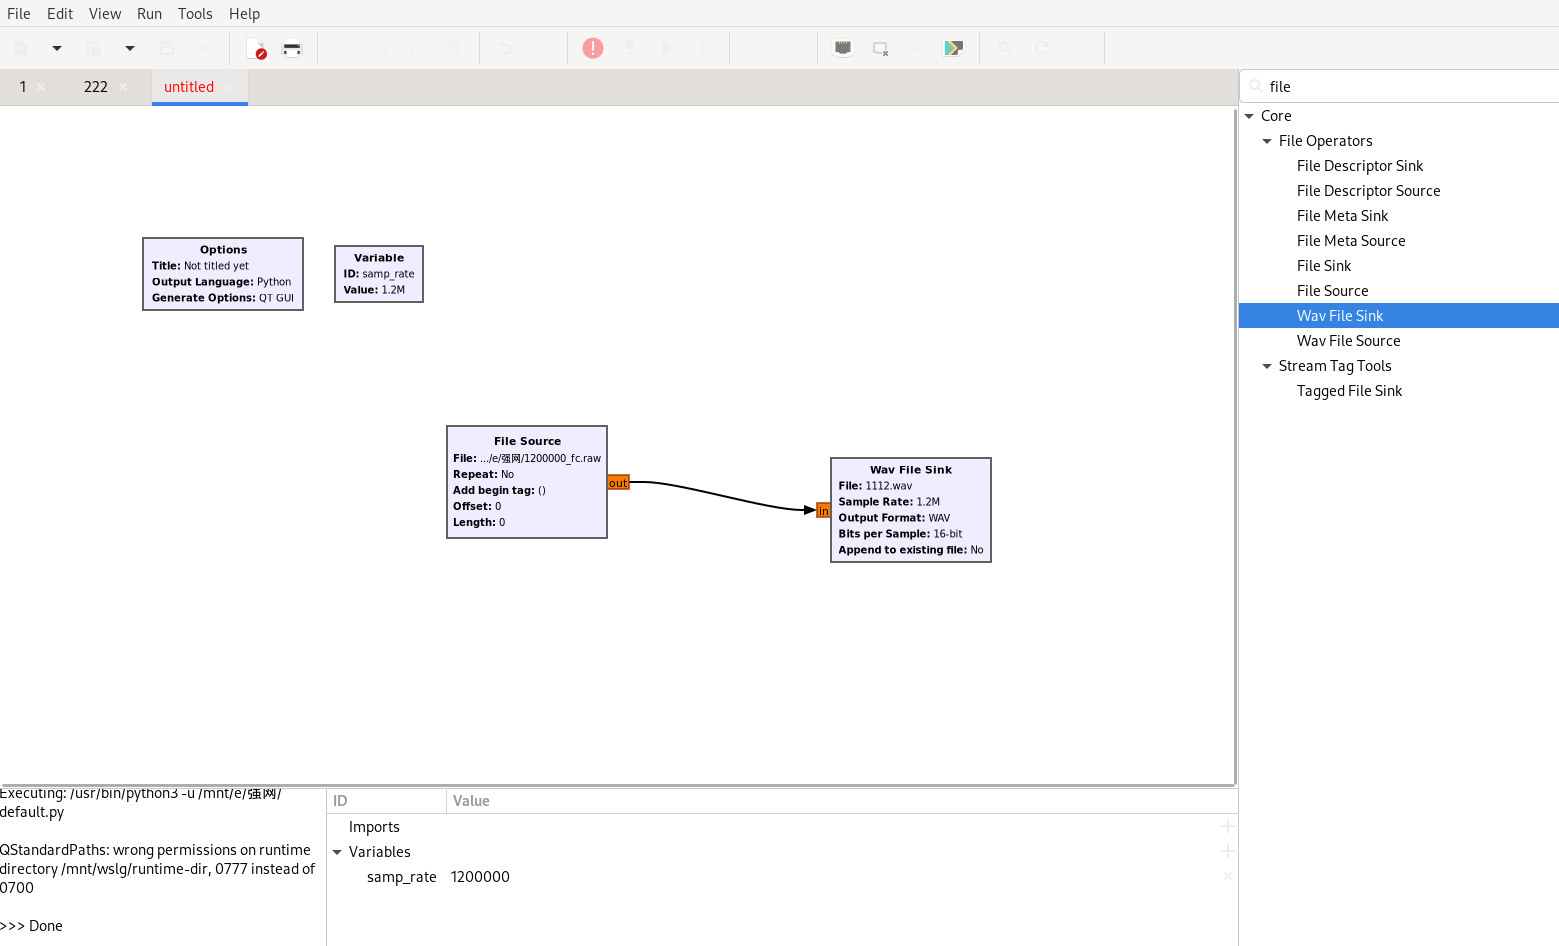 File Edit View Run Tools Help
1 222 untitled
file
Core
File Operators
File Descriptor Sink
File Descriptor Source
File Meta Sink
File Meta Source
File Sink
File Source
Wav File Sink
Wav File Source
Stream Tag Tools
Tagged File Sink
Options
Title: Not titled yet
Output Language: Python
Generate Options: QT GUI
Variable
ID: samp_rate
Value: 1.2M
File Source
File: .../e/强网/1200000_fc.raw
Repeat: No
Add begin tag: ()
Offset: 0
Length: 0
out
in
Wav File Sink
File: 1112.wav
Sample Rate: 1.2M
Output Format: WAV
Bits per Sample: 16-bit
Append to existing file: No
Executing: /usr/bin/python3 -u /mnt/e/强网/
default.py
QStandardPaths: wrong permissions on runtime
directory /mnt/wslg/runtime-dir, 0777 instead of
0700
>>> Done
ID Value
Imports
Variables
samp_rate 1200000